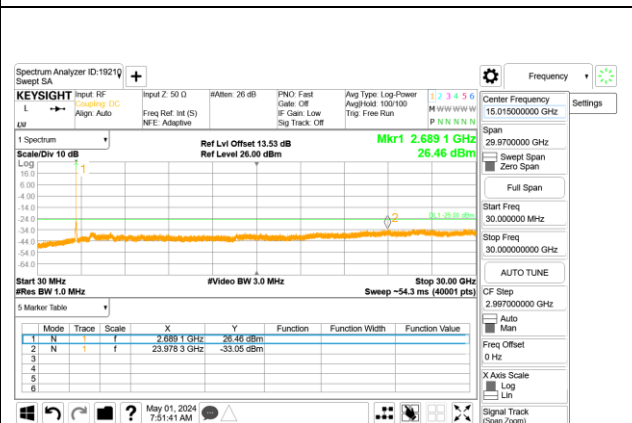 Spectrum Analyzer ID:19210
Swept SA
+
Frequency
KEYSIGHT
Input: RF
Coupling: DC
Align: Auto
Input Z: 50 Ω
Freq Ref: Int (S)
NFE: Adaptive
#Atten: 26 dB
PNO: Fast
Gate: Off
IF Gain: Low
Sig Track: Off
Avg Type: Log-Power
Avg|Hold: 100/100
Trig: Free Run
1 2 3 4 5 6
M W W W W W
P N N N N N
L
Center Frequency
15.015000000 GHz
Settings
Span
29.9700000 GHz
Swept Span
Zero Span
Full Span
Start Freq
30.000000 MHz
Stop Freq
30.000000000 GHz
AUTO TUNE
CF Step
2.997000000 GHz
Auto
Man
Freq Offset
0 Hz
X Axis Scale
Log
Lin
Signal Track
(Span Zoom)
1 Spectrum
Scale/Div 10 dB
Ref Lvl Offset 13.53 dB
Ref Level 26.00 dBm
Mkr1 2.689 1 GHz
26.46 dBm
Log
16.0
6.00
-4.00
-14.0
-24.0
-34.0
-44.0
-54.0
-64.0
1
2
DL1 -25.00 dBm
Start 30 MHz
#Res BW 1.0 MHz
#Video BW 3.0 MHz
Stop 30.00 GHz
Sweep ~54.3 ms (40001 pts)
5 Marker Table
Mode Trace Scale X Y Function Function Width Function Value
1 N 1 f 2.689 1 GHz 26.46 dBm
2 N 1 f 23.978 3 GHz -33.05 dBm
3
4
5
6
?
May 01, 2024
7:51:41 AM